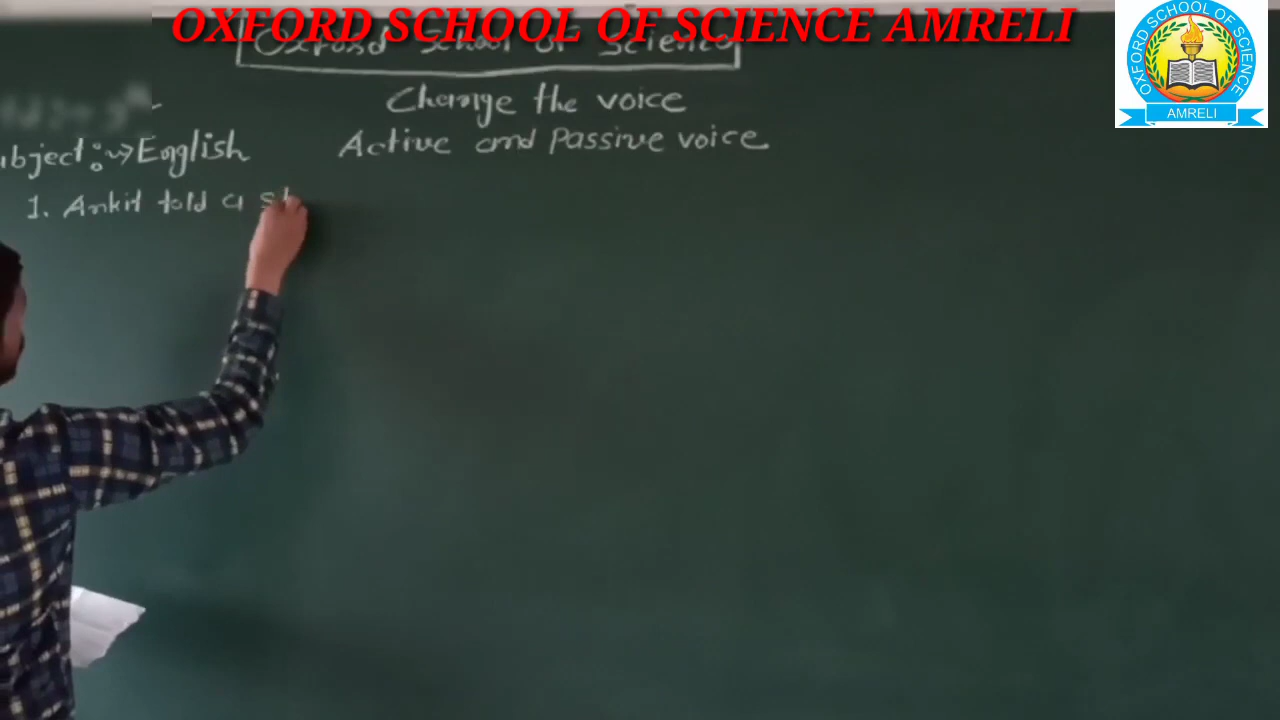 OXFORD SCHOOL OF SCIENCE AMRELI
Oxford School of Science
Change the voice
ubject:~>English
Active and Passive voice
1. Ankit told a st
OXFORD SCHOOL OF SCIENCE
AMRELI